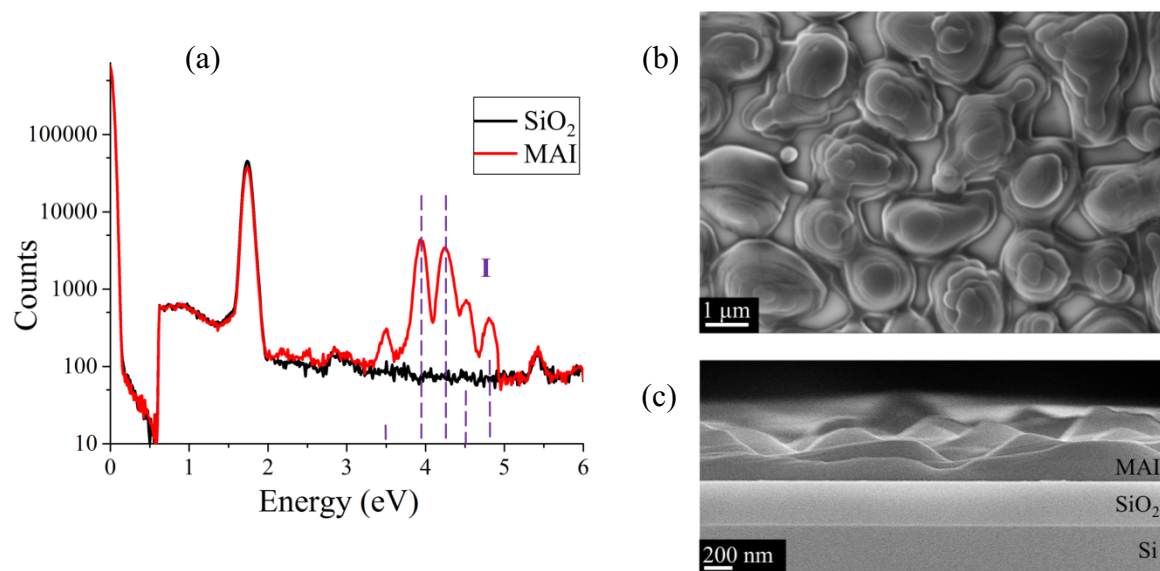 (a)
SiO₂
MAI
I
Counts
100000
10000
1000
100
10
0 1 2 3 4 5 6
Energy (eV)
(b)
1 µm
(c)
MAI
SiO₂
Si
200 nm